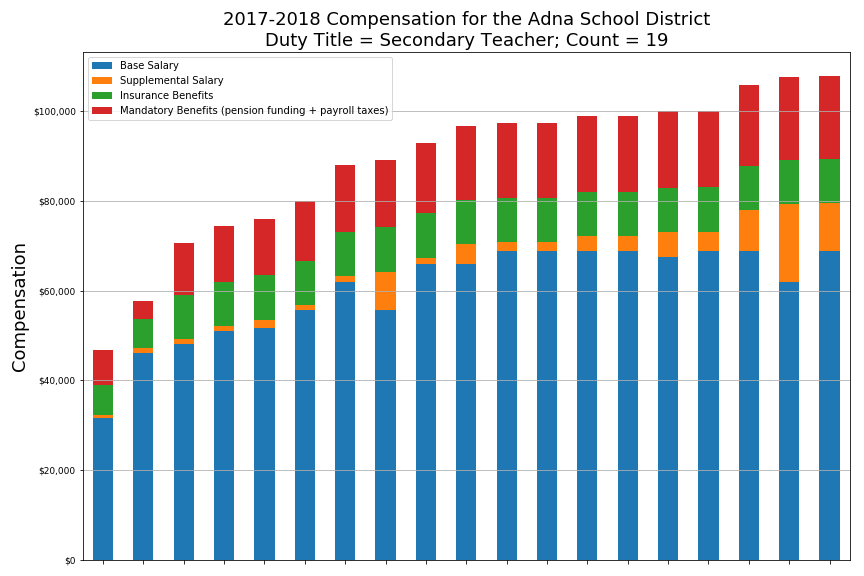 2017-2018 Compensation for the Adna School District
Duty Title = Secondary Teacher; Count = 19
Base Salary
Supplemental Salary
Insurance Benefits
Mandatory Benefits (pension funding + payroll taxes)
$100,000
$80,000
$60,000
$40,000
$20,000
$0
Compensation